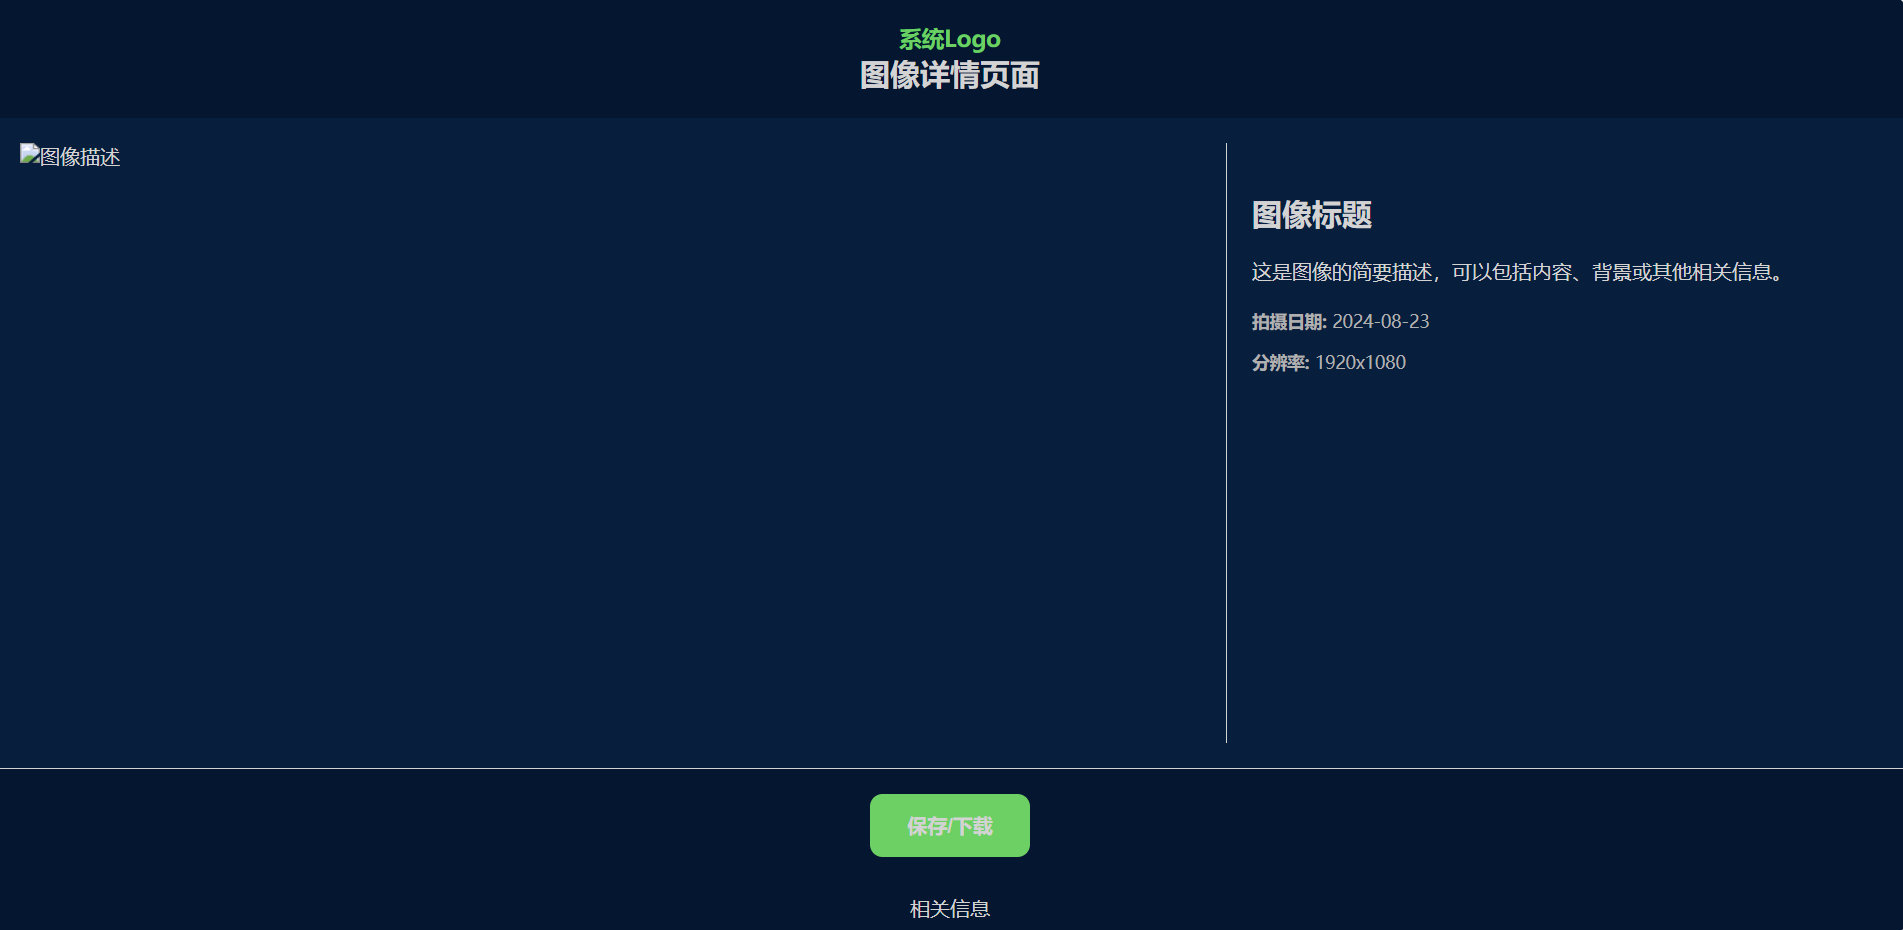 系统Logo
图像详情页面
图像描述
图像标题
这是图像的简要描述，可以包括内容、背景或其他相关信息。
拍摄日期: 2024-08-23
分辨率: 1920x1080
保存/下载
相关信息